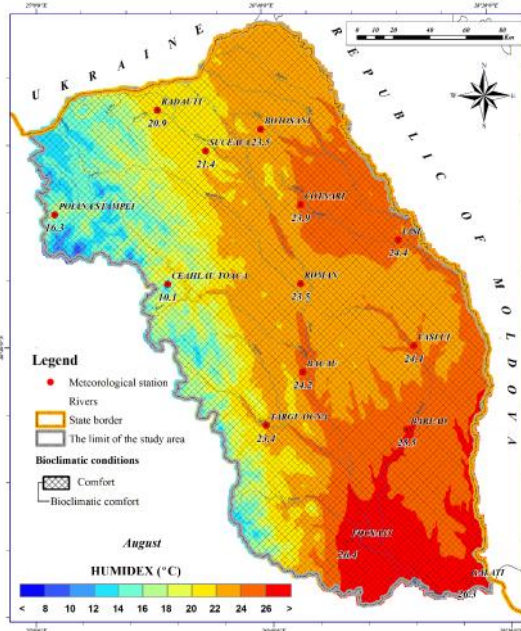 UKRAINE
REPUBLIC OF MOLDOVA
0 20 40 60 80
Km
N
RADAUTI
20.9
BOTOSANI
23.5
SUCEAVA
21.4
COTNARI
23.9
POIANA STAMPEI
16.3
IASI
24.4
CEAHLAU TOACA
10.1
ROMAN
23.5
VASLUI
24.1
BACAU
24.2
TARGU OCNA
23.4
BARLAD
FOCSANI
26.4
GALATI
Legend
Meteorological station
Rivers
State border
The limit of the study area
Bioclimatic conditions
Comfort
Bioclimatic comfort
August
HUMIDEX (°C)
< 8 10 12 14 16 18 20 22 24 26 >